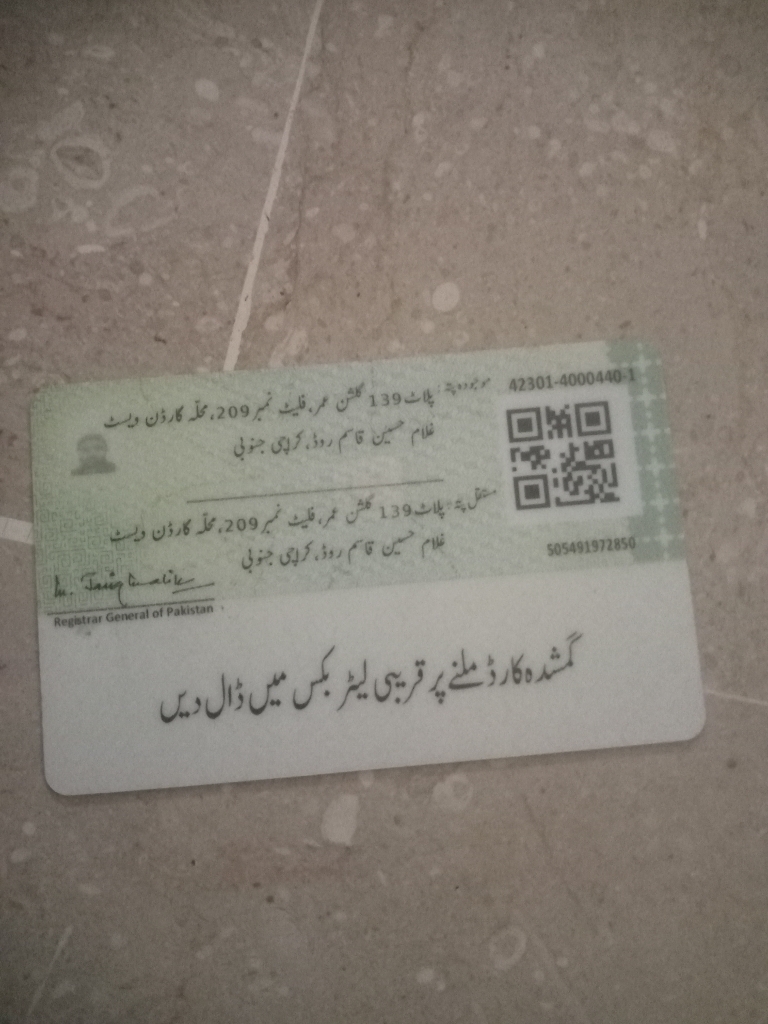 موجودہ پتہ: پلاٹ 139 گلشن عمر، فلیٹ نمبر 209، محلّہ گارڈن ویسٹ
غلام حسین قاسم روڈ، کراچی جنوبی
42301-4000440-1
مستقل پتہ: پلاٹ 139 گلشن عمر، فلیٹ نمبر 209، محلّہ گارڈن ویسٹ
غلام حسین قاسم روڈ، کراچی جنوبی
505491972850
Registrar General of Pakistan
گمشدہ کارڈ ملنے پر قریبی لیٹر بکس میں ڈال دیں